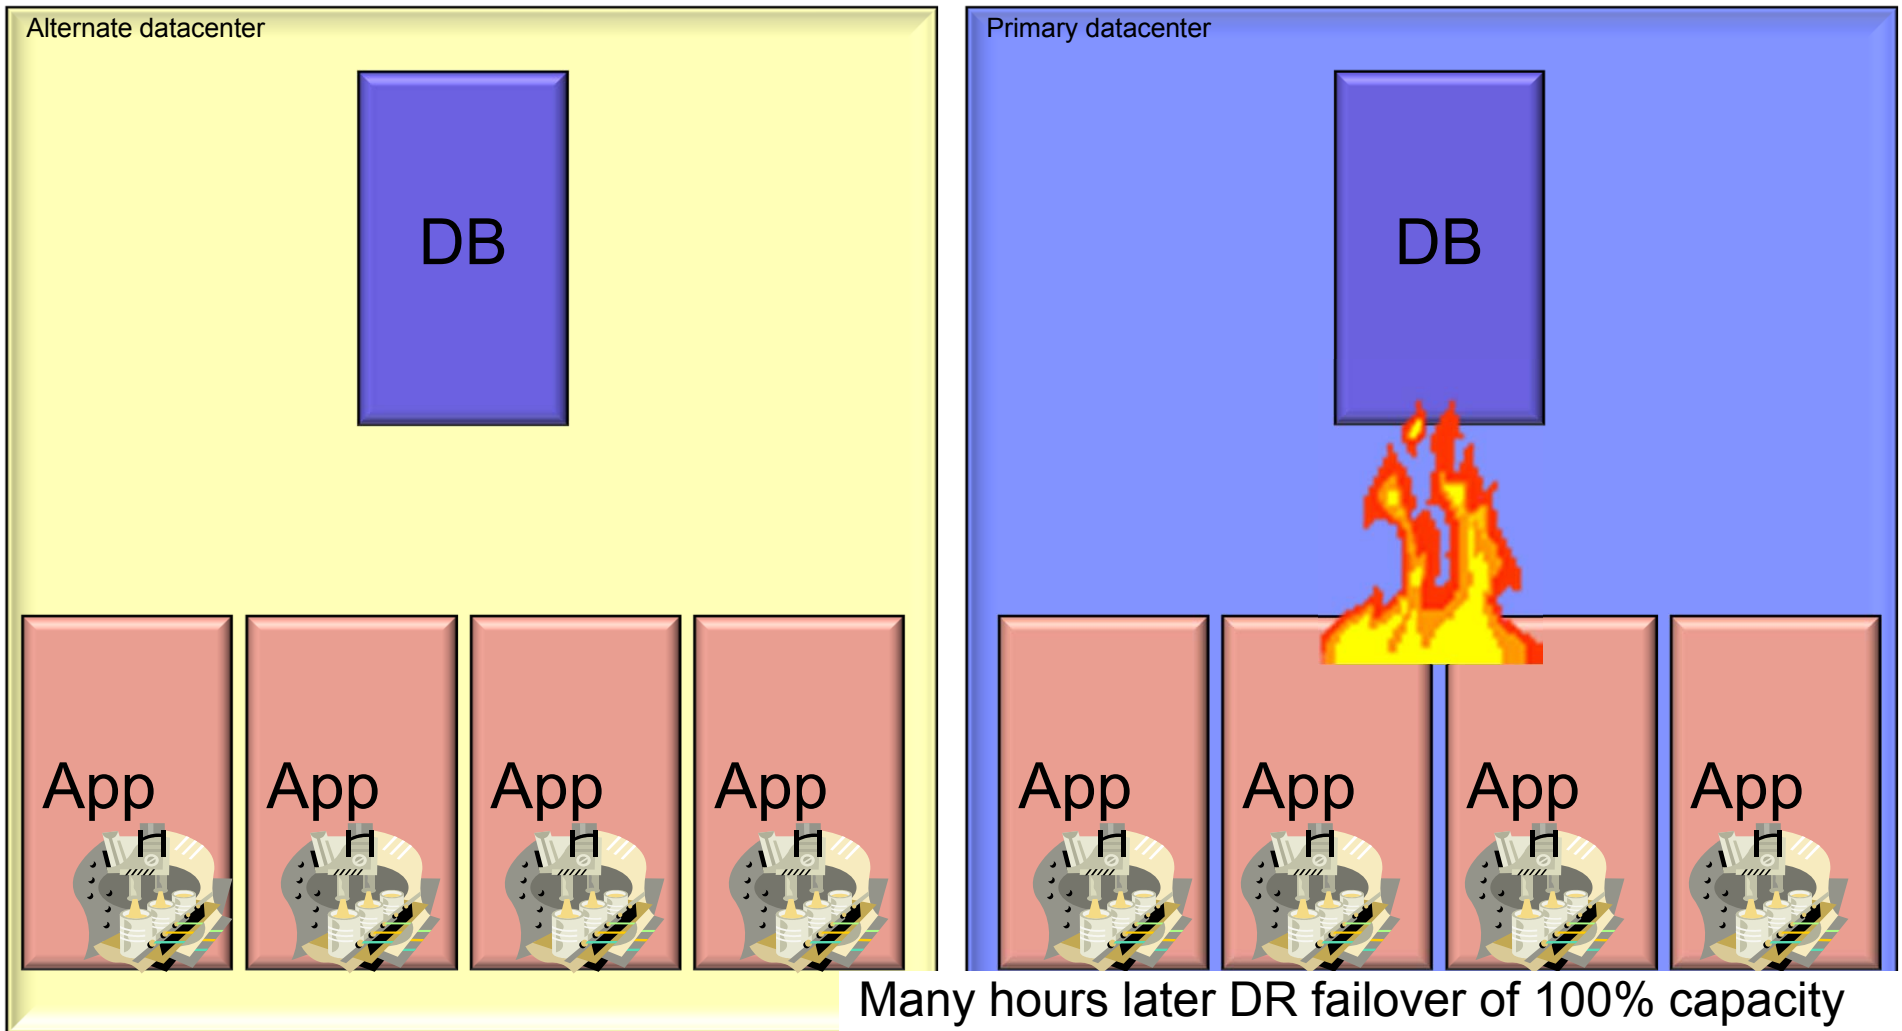 Alternate datacenter
DB
App
App
App
App
Primary datacenter
DB
App
App
App
App
Many hours later DR failover of 100% capacity